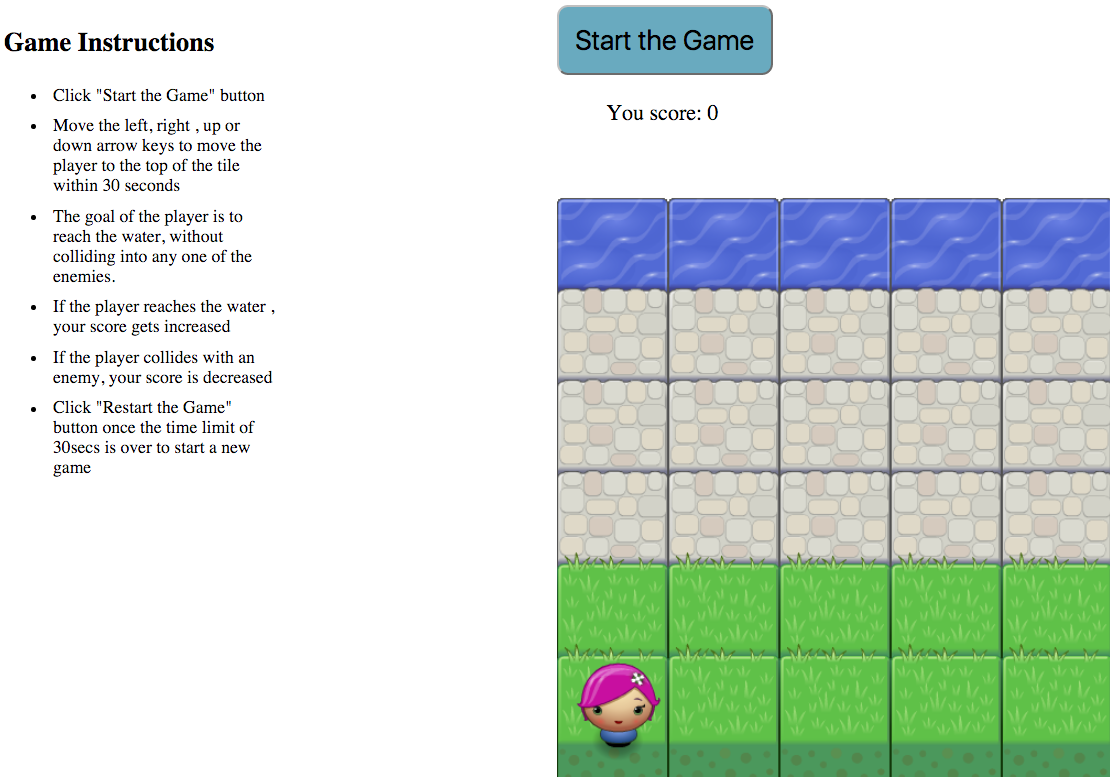 Game Instructions
Click "Start the Game" button
Move the left, right , up or
down arrow keys to move the
player to the top of the tile
within 30 seconds
The goal of the player is to
reach the water, without
colliding into any one of the
enemies.
If the player reaches the water ,
your score gets increased
If the player collides with an
enemy, your score is decreased
Click "Restart the Game"
button once the time limit of
30secs is over to start a new
game
Start the Game
You score: 0